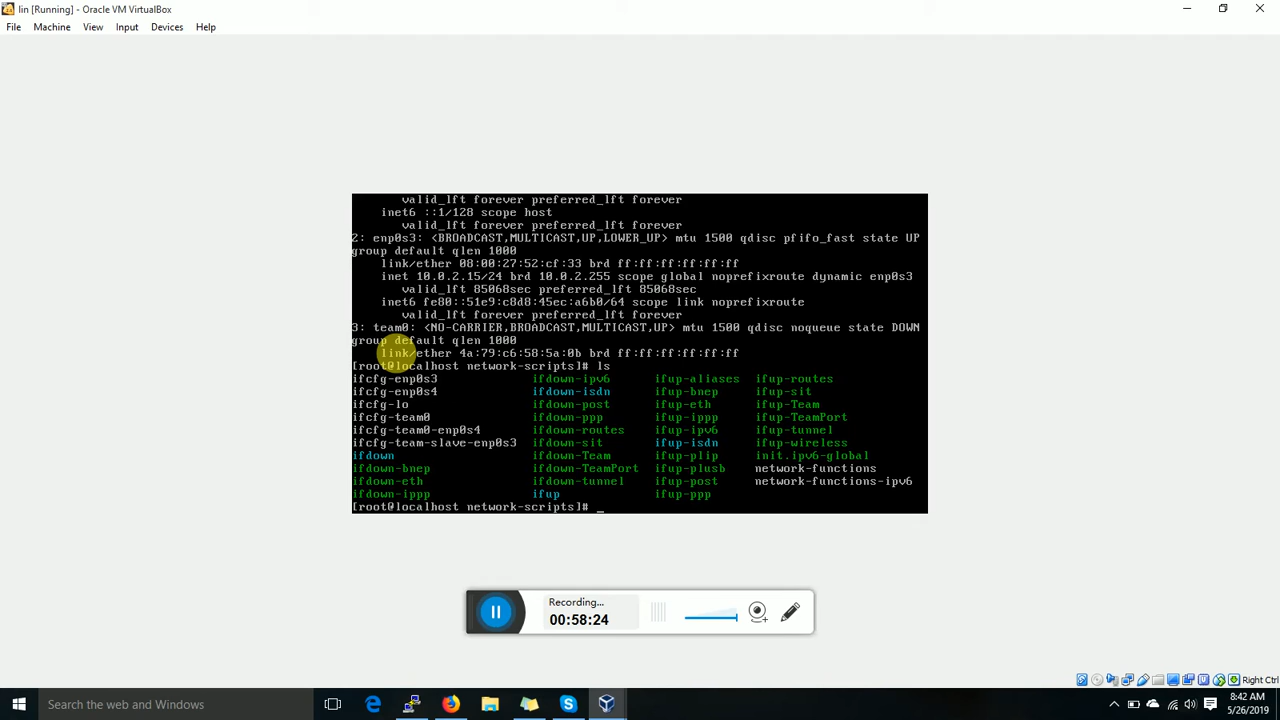 lin [Running] - Oracle VM VirtualBox
File Machine View Input Devices Help
valid_lft forever preferred_lft forever
inet6 ::1/128 scope host
valid_lft forever preferred_lft forever
2: enp0s3: <BROADCAST,MULTICAST,UP,LOWER_UP> mtu 1500 qdisc pfifo_fast state UP
group default qlen 1000
link/ether 08:00:27:52:cf:33 brd ff:ff:ff:ff:ff:ff
inet 10.0.2.15/24 brd 10.0.2.255 scope global noprefixroute dynamic enp0s3
valid_lft 85068sec preferred_lft 85068sec
inet6 fe80::51e9:c8d8:45ec:a6b0/64 scope link noprefixroute
valid_lft forever preferred_lft forever
3: team0: <NO-CARRIER,BROADCAST,MULTICAST,UP> mtu 1500 qdisc noqueue state DOWN
group default qlen 1000
link/ether 4a:79:c6:58:5a:0b brd ff:ff:ff:ff:ff:ff
[root@localhost network-scripts]# ls
ifcfg-enp0s3 ifdown-ipv6 ifup-aliases ifup-routes
ifcfg-enp0s4 ifdown-isdn ifup-bnep ifup-sit
ifcfg-lo ifdown-post ifup-eth ifup-Team
ifcfg-team0 ifdown-ppp ifup-ippp ifup-TeamPort
ifcfg-team0-enp0s4 ifdown-routes ifup-ipv6 ifup-tunnel
ifcfg-team-slave-enp0s3 ifdown-sit ifup-isdn ifup-wireless
ifdown ifdown-Team ifup-plip init.ipv6-global
ifdown-bnep ifdown-TeamPort ifup-plusb network-functions
ifdown-eth ifdown-tunnel ifup-post network-functions-ipv6
ifdown-ippp ifup ifup-ppp
[root@localhost network-scripts]# _
Recording...
00:58:24
Right Ctrl
Search the web and Windows
8:42 AM
5/26/2019